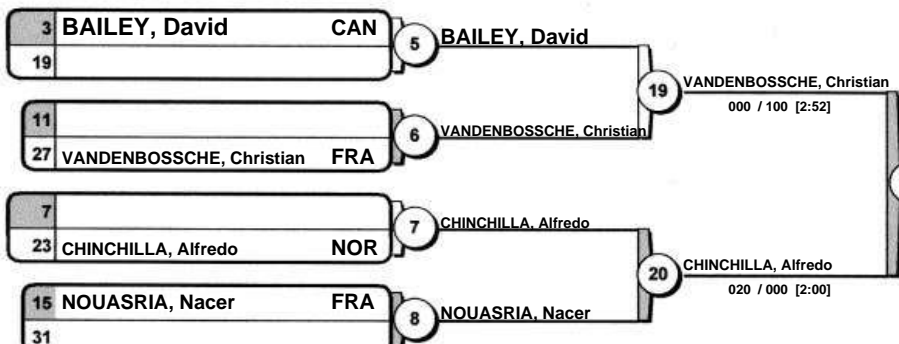 3 BAILEY, David CAN
19
5 BAILEY, David
11
27 VANDENBOSSCHE, Christian FRA
6 VANDENBOSSCHE, Christian
19 VANDENBOSSCHE, Christian
000 / 100 [2:52]
7
23 CHINCHILLA, Alfredo NOR
7 CHINCHILLA, Alfredo
15 NOUASRIA, Nacer FRA
31
8 NOUASRIA, Nacer
20 CHINCHILLA, Alfredo
020 / 000 [2:00]